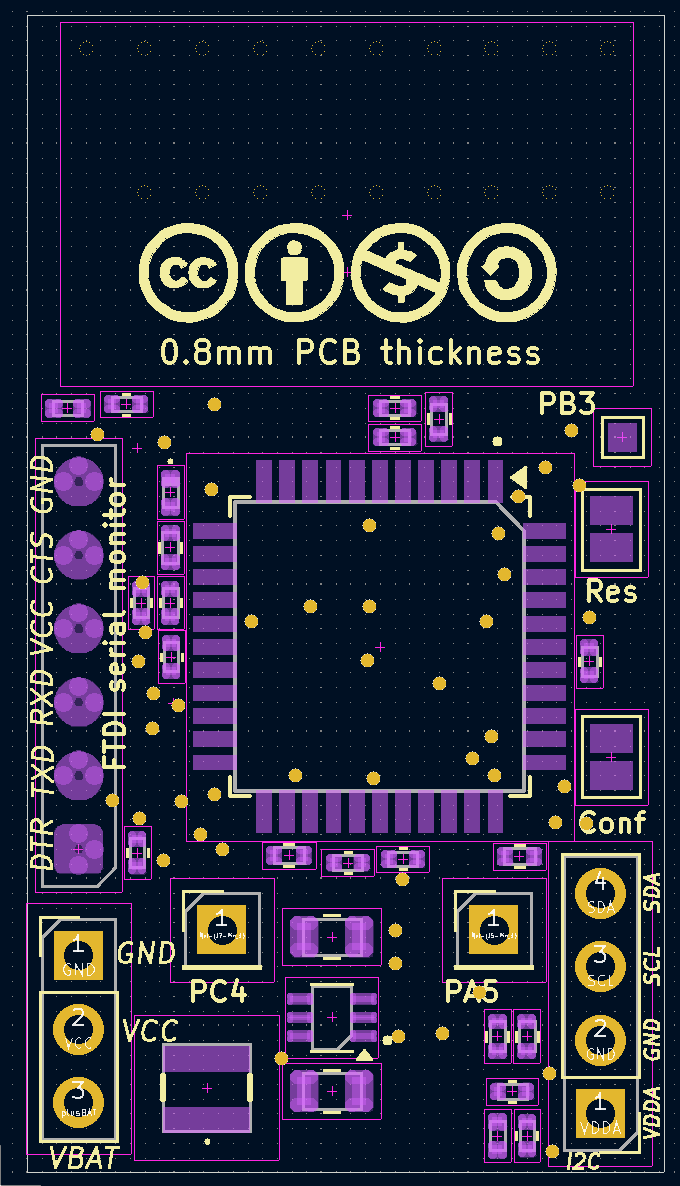 cc
$
0.8mm PCB thickness
PB3
GND
CTS
VCC
RXD
TXD
DTR
FTDI serial monitor
Res
Conf
1
GND
GND
2
VCC
VCC
3
plusBAT
VBAT
1
PC4
1
PA5
4
SDA
SDA
3
SCL
SCL
2
GND
GND
1
VDDA
VDDA
I2C